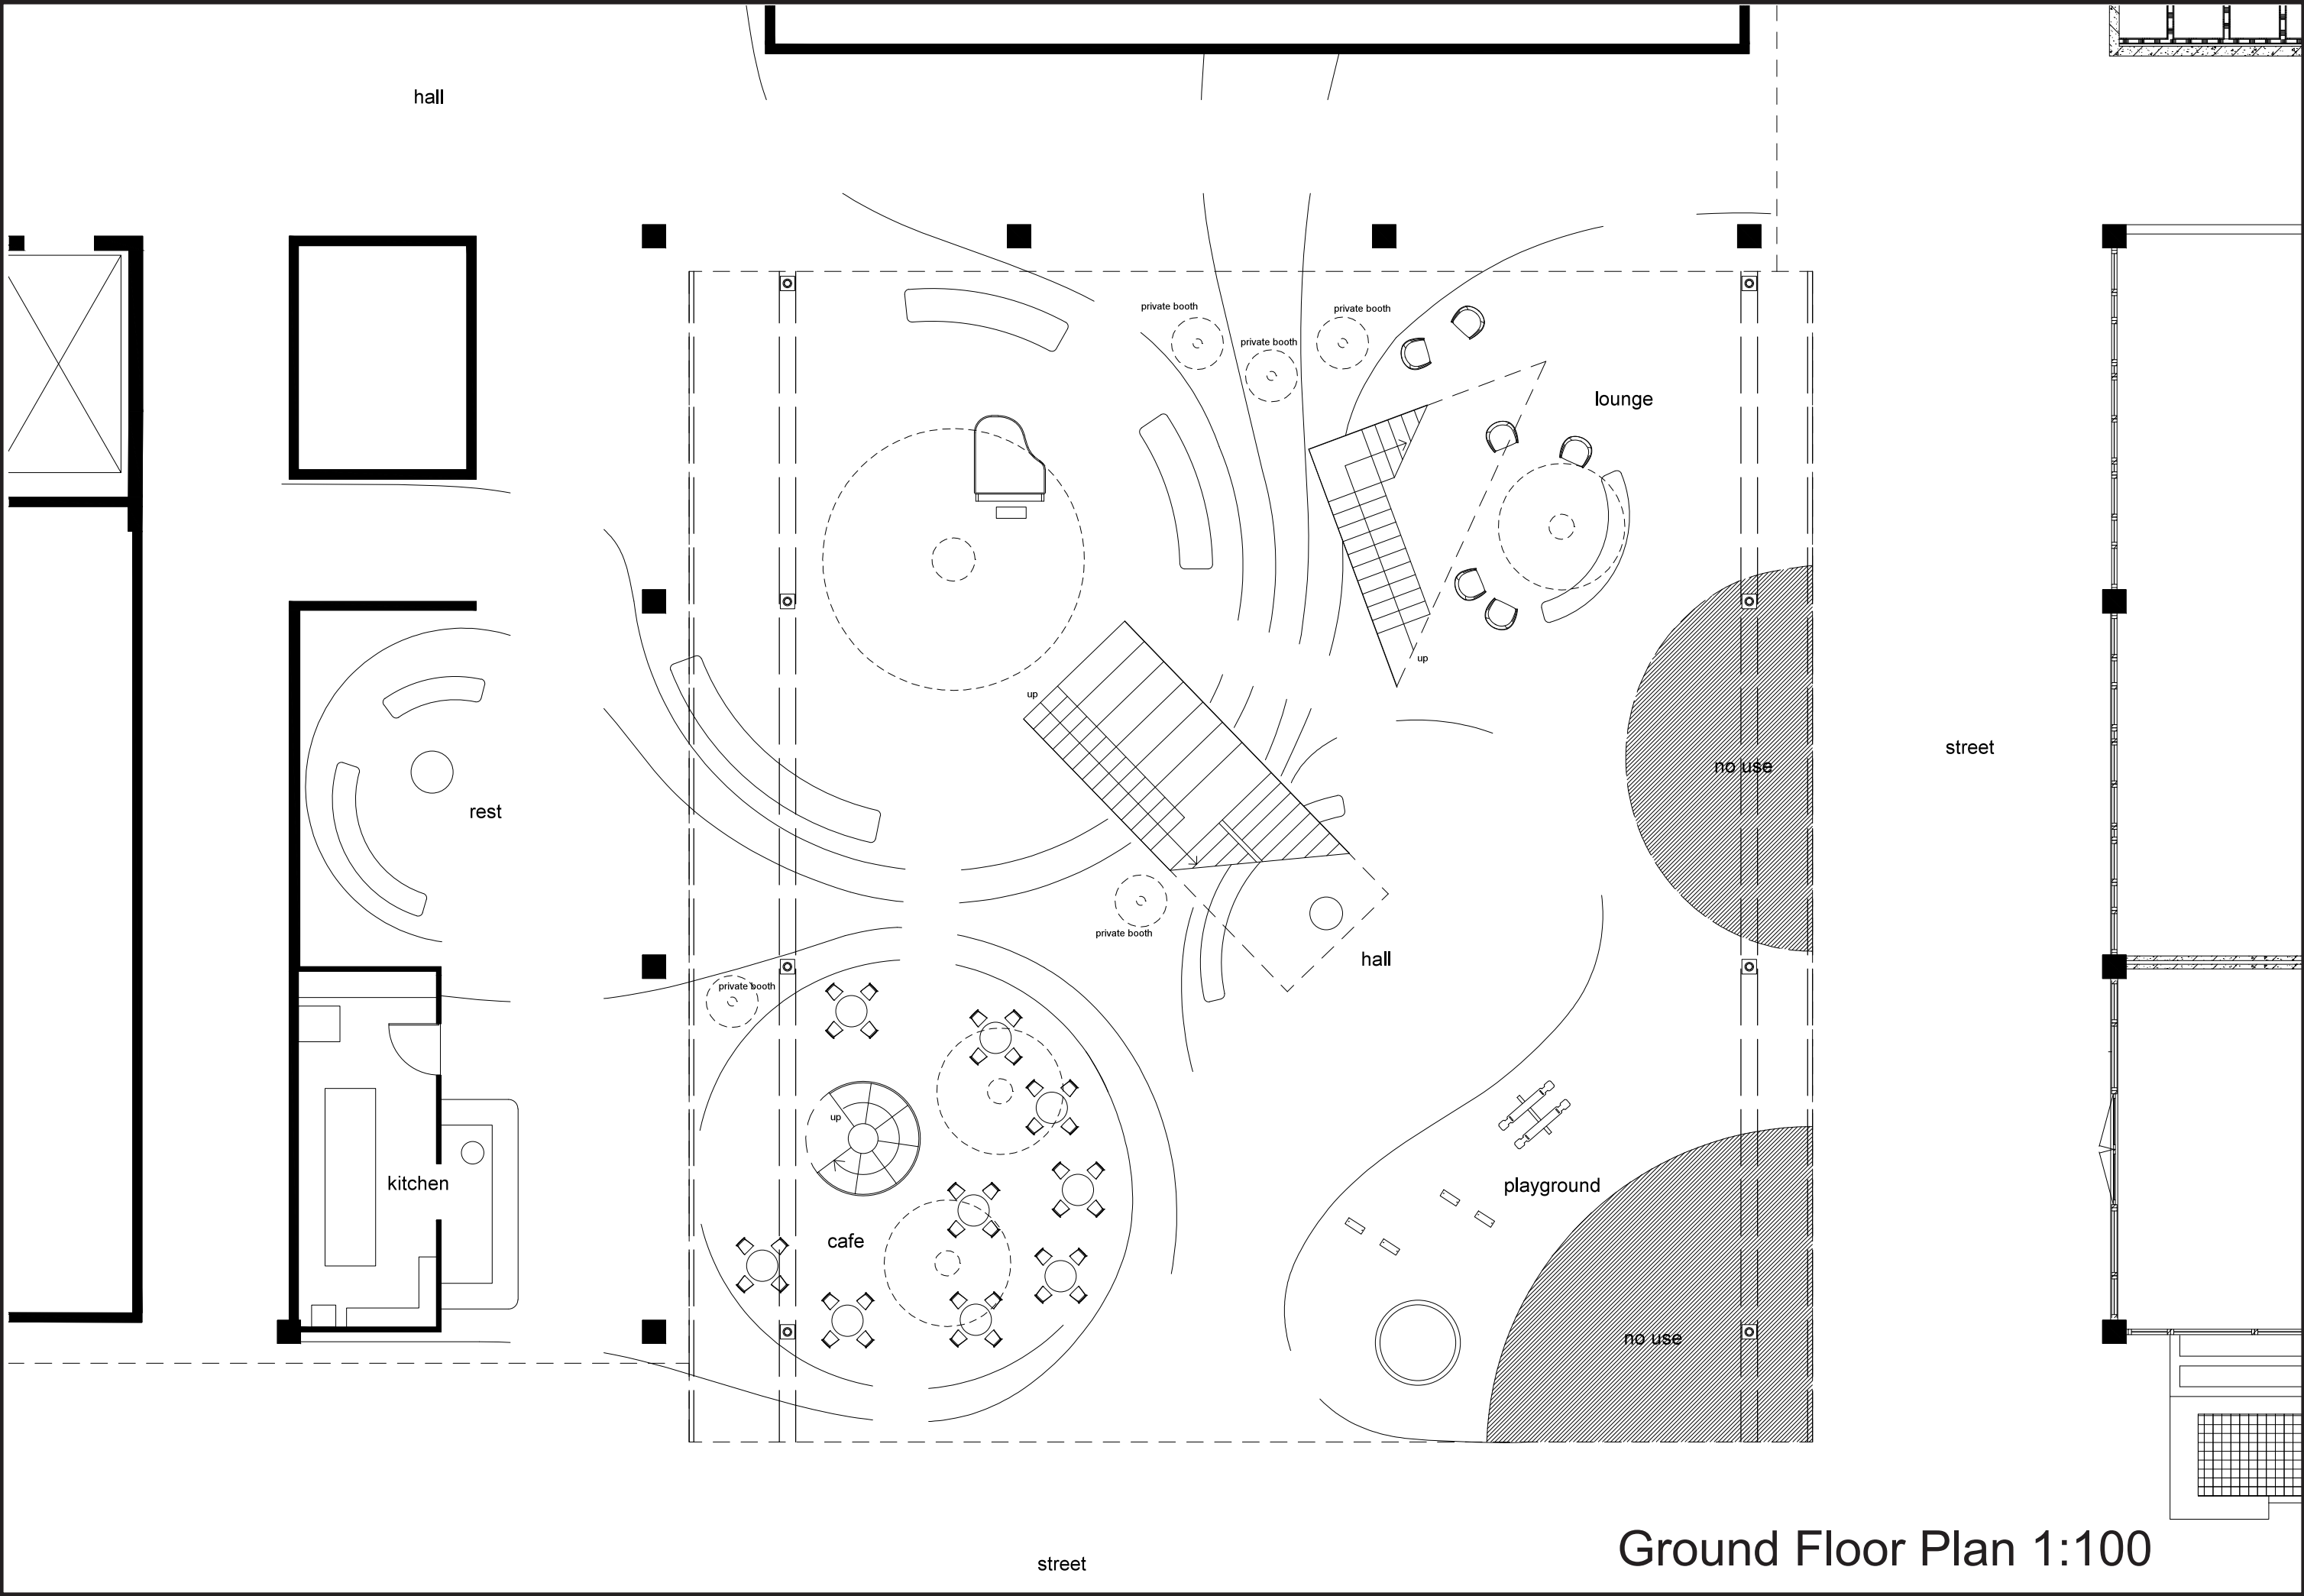 hall
private booth
private booth
private booth
lounge
up
up
street
no use
rest
private booth
hall
private booth
up
kitchen
playground
cafe
no use
Ground Floor Plan 1:100
street